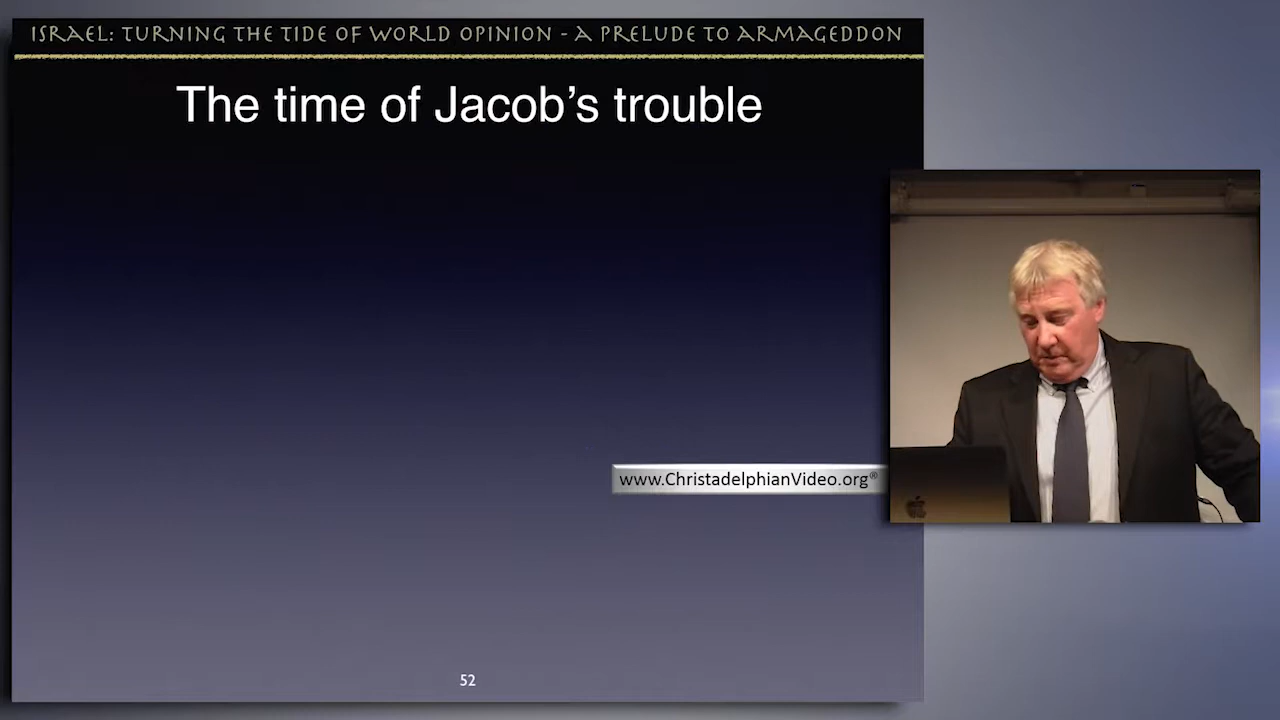 ISRAEL: TURNING THE TIDE OF WORLD OPINION - A PRELUDE TO ARMAGEDDON
The time of Jacob's trouble
www.ChristadelphianVideo.org®
52